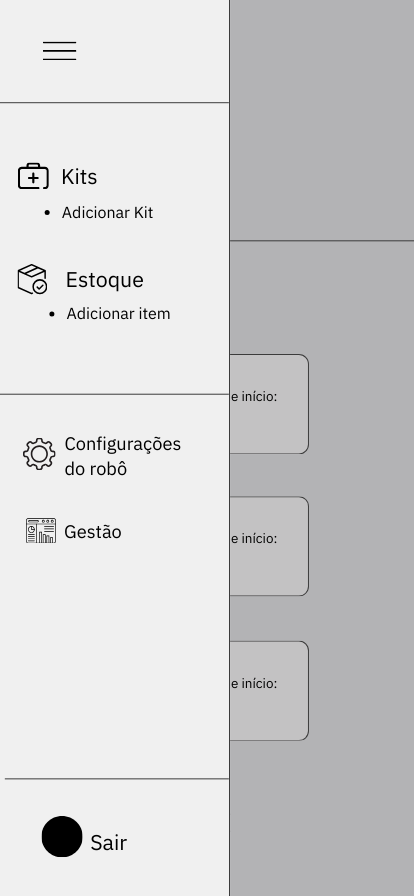 Kits
• Adicionar Kit
Estoque
• Adicionar item
e início:
Configurações
do robô
Gestão
e início:
e início:
Sair